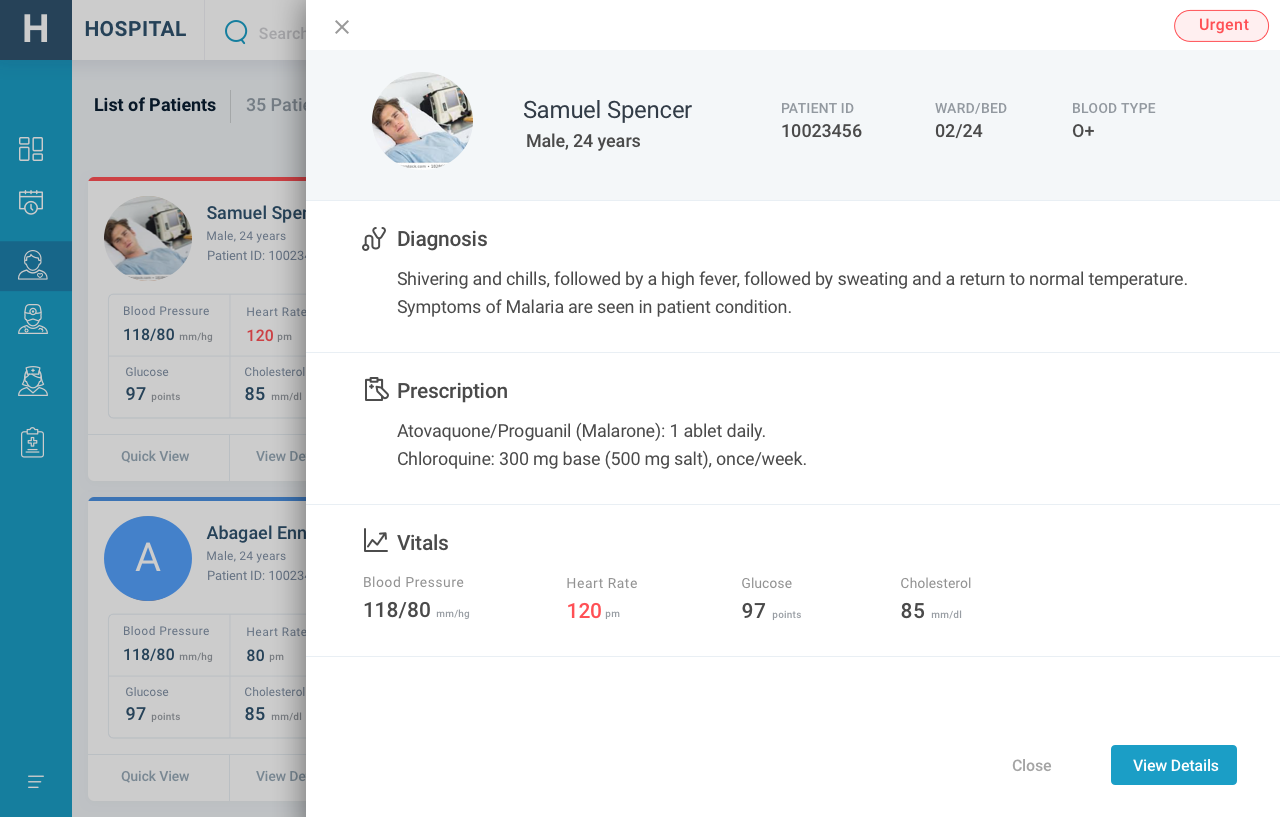 H
HOSPITAL
Search
List of Patients
35 Patie
Samuel Spen
Male, 24 years
Patient ID: 10023
Blood Pressure
118/80 mm/hg
Heart Rate
120 pm
Glucose
97 points
Cholesterol
85 mm/dl
Quick View
View De
A
Abagael Enn
Male, 24 years
Patient ID: 10023
Blood Pressure
118/80 mm/hg
Heart Rate
80 pm
Glucose
97 points
Cholesterol
85 mm/dl
Quick View
View De
Urgent
Samuel Spencer
Male, 24 years
PATIENT ID
10023456
WARD/BED
02/24
BLOOD TYPE
O+
Diagnosis
Shivering and chills, followed by a high fever, followed by sweating and a return to normal temperature.
Symptoms of Malaria are seen in patient condition.
Prescription
Atovaquone/Proguanil (Malarone): 1 ablet daily.
Chloroquine: 300 mg base (500 mg salt), once/week.
Vitals
Blood Pressure
118/80 mm/hg
Heart Rate
120 pm
Glucose
97 points
Cholesterol
85 mm/dl
Close
View Details